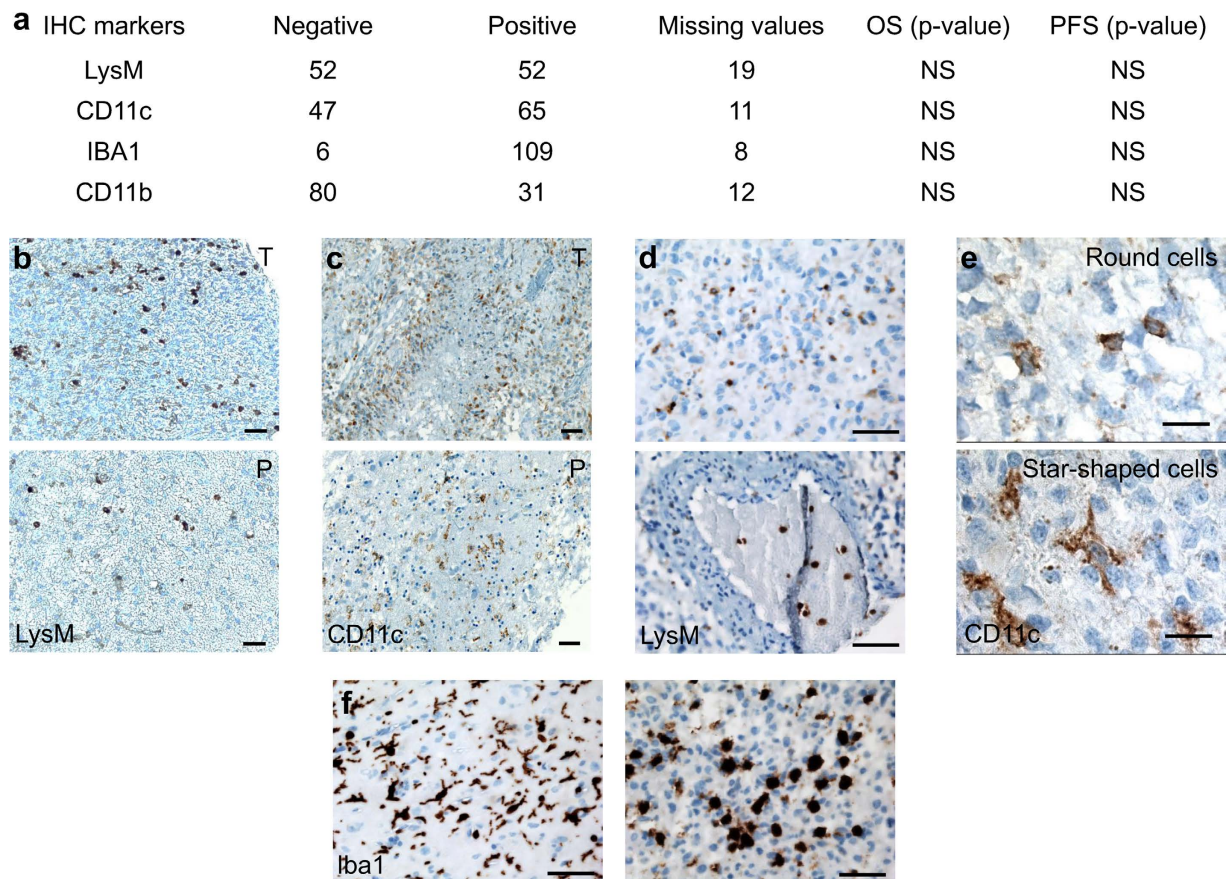 a IHC markers Negative Positive Missing values OS (p-value) PFS (p-value)
LysM 52 52 19 NS NS
CD11c 47 65 11 NS NS
IBA1 6 109 8 NS NS
CD11b 80 31 12 NS NS
b T
c T
d
e Round cells
P
LysM
P
CD11c
LysM
Star-shaped cells
CD11c
f
Iba1